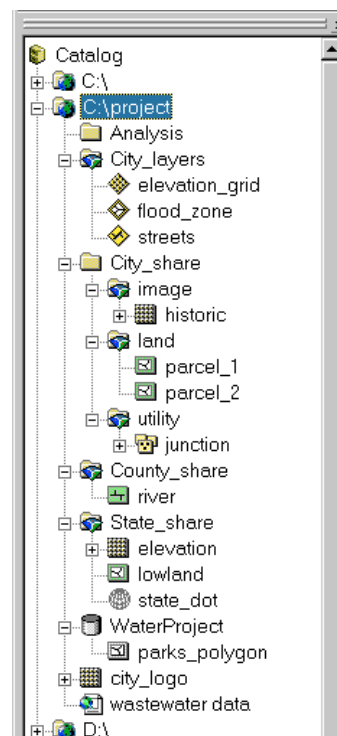 Catalog
C:\
C:\project
Analysis
City_layers
elevation_grid
flood_zone
streets
City_share
image
historic
land
parcel_1
parcel_2
utility
junction
County_share
river
State_share
elevation
lowland
state_dot
WaterProject
parks_polygon
city_logo
wastewater data
D:\